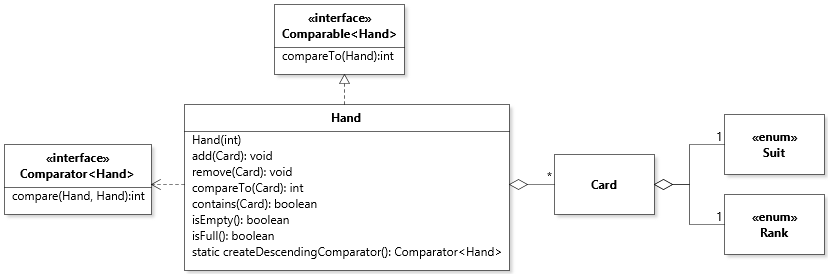 «interface»
Comparable<Hand>
compareTo(Hand):int
Hand
Hand(int)
add(Card): void
remove(Card): void
compareTo(Card): int
contains(Card): boolean
isEmpty(): boolean
isFull(): boolean
static createDescendingComparator(): Comparator<Hand>
«interface»
Comparator<Hand>
compare(Hand, Hand):int
*
Card
1
«enum»
Suit
1
«enum»
Rank